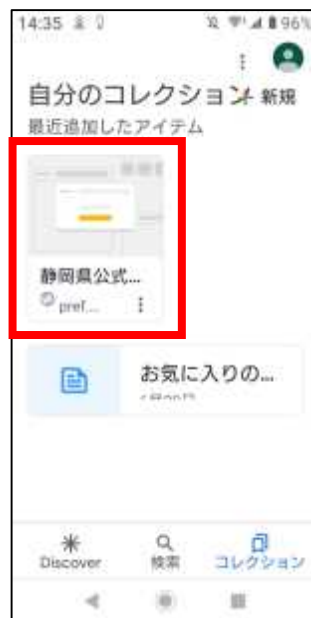 14:35
96%
自分のコレクション
新規
最近追加したアイテム
静岡県公式...
pref....
お気に入りの...
Discover
検索
コレクション